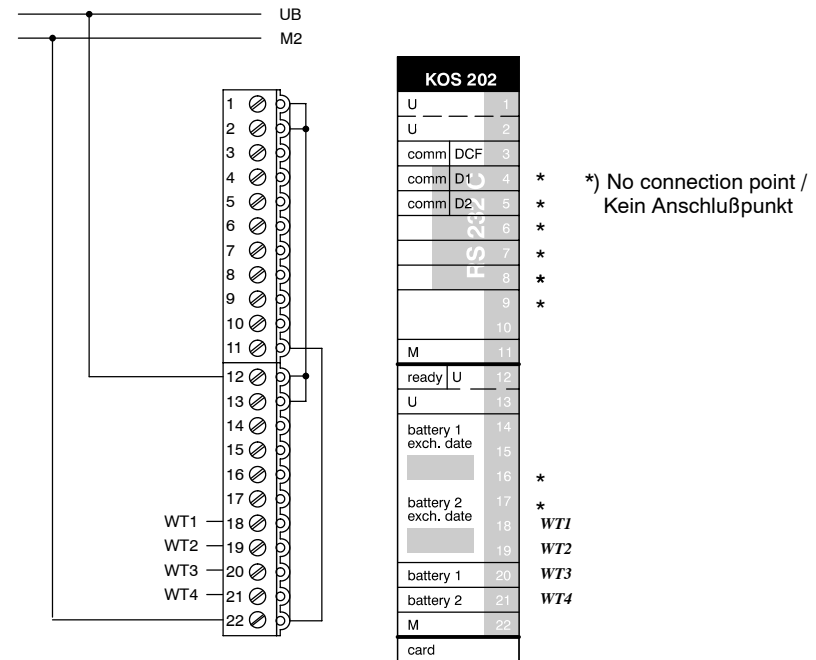 UB
M2
1
2
3
4
5
6
7
8
9
10
11
12
13
14
15
16
17
WT1 18
WT2 19
WT3 20
WT4 21
22
KOS 202
U 1
U 2
comm DCF 3
comm D1 4 *
comm D2 5 *
6 *
7 *
8 *
9 *
10
RS 232 C
M 11
ready U 12
U 13
battery 1 14
exch. date
15
16 *
battery 2 17 *
exch. date
18 WT1
19 WT2
battery 1 20 WT3
battery 2 21 WT4
M 22
card
*) No connection point /
Kein Anschlußpunkt